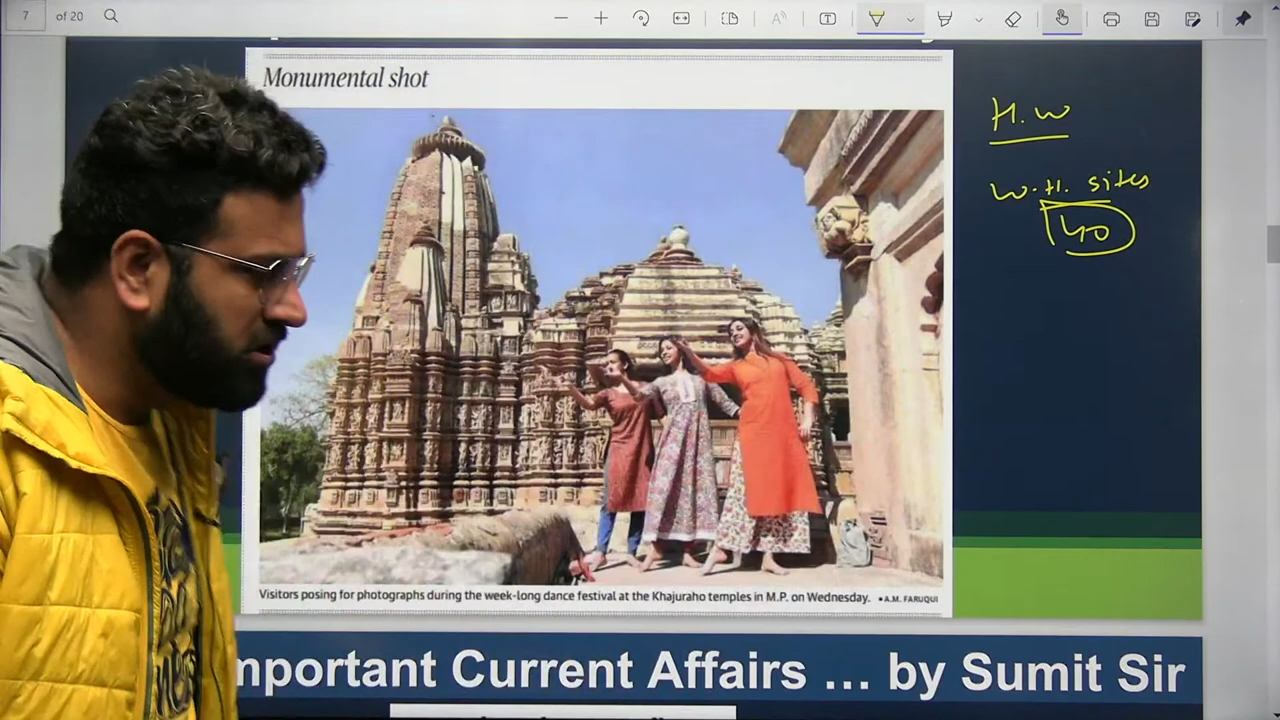 7 of 20
Monumental shot
H.W
W.H. sites
40
Visitors posing for photographs during the week-long dance festival at the Khajuraho temples in M.P. on Wednesday. • A.M. FARUQUI
mportant Current Affairs ... by Sumit Sir